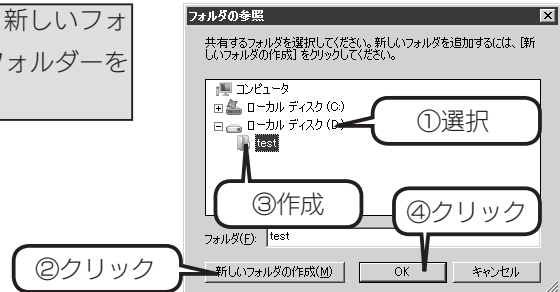 新しいフォ
フォルダーを
フォルダの参照
共有するフォルダを選択してください。新しいフォルダを追加するには、[新
しいフォルダの作成] をクリックしてください。
コンピュータ
ローカル ディスク (C:)
ローカル ディスク (D:)
①選択
test
③作成
④クリック
フォルダ(F):
test
②クリック
新しいフォルダの作成(M)
OK
キャンセル